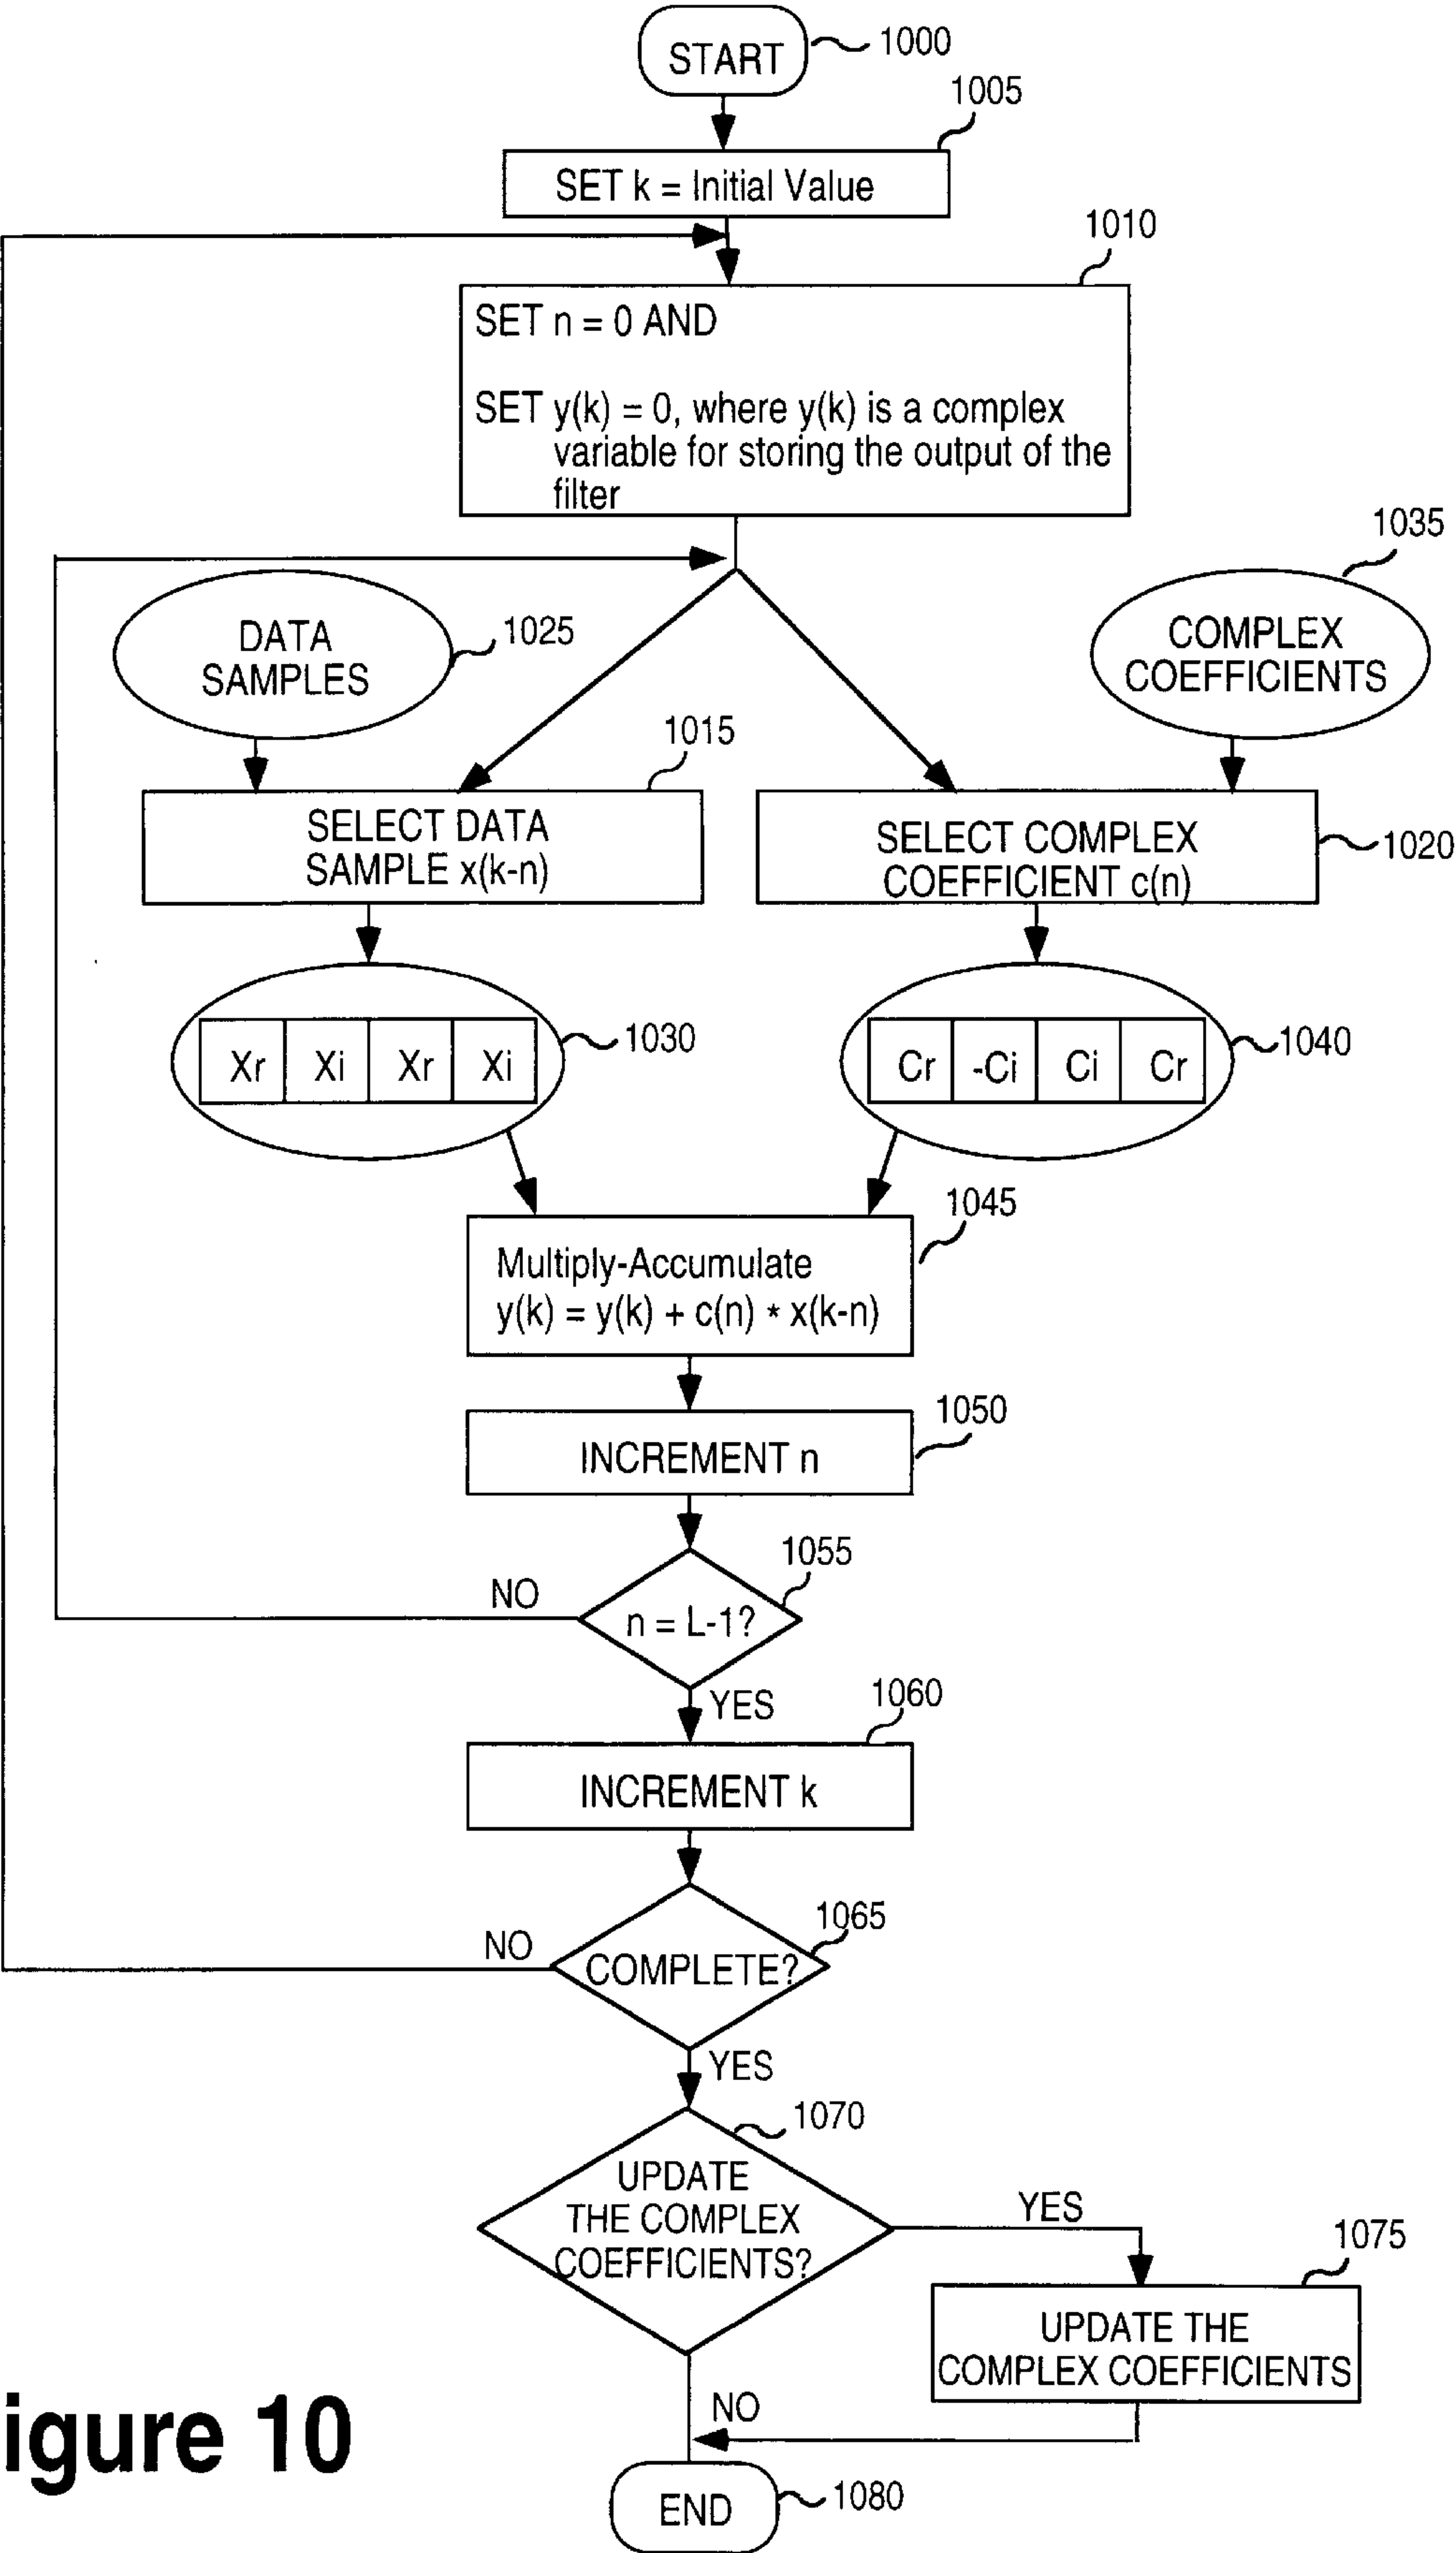 START
1000
1005
SET k = Initial Value
1010
SET n = 0 AND
SET y(k) = 0, where y(k) is a complex
variable for storing the output of the
filter
1035
DATA
SAMPLES
1025
COMPLEX
COEFFICIENTS
1015
SELECT DATA
SAMPLE x(k-n)
SELECT COMPLEX
COEFFICIENT c(n)
1020
Xr Xi Xr Xi
1030
Cr -Ci Ci Cr
1040
1045
Multiply-Accumulate
y(k) = y(k) + c(n) * x(k-n)
1050
INCREMENT n
1055
NO
n = L-1?
YES
1060
INCREMENT k
1065
NO
COMPLETE?
YES
1070
UPDATE
THE COMPLEX
COEFFICIENTS?
YES
1075
UPDATE THE
COMPLEX COEFFICIENTS
NO
igure 10
END
1080